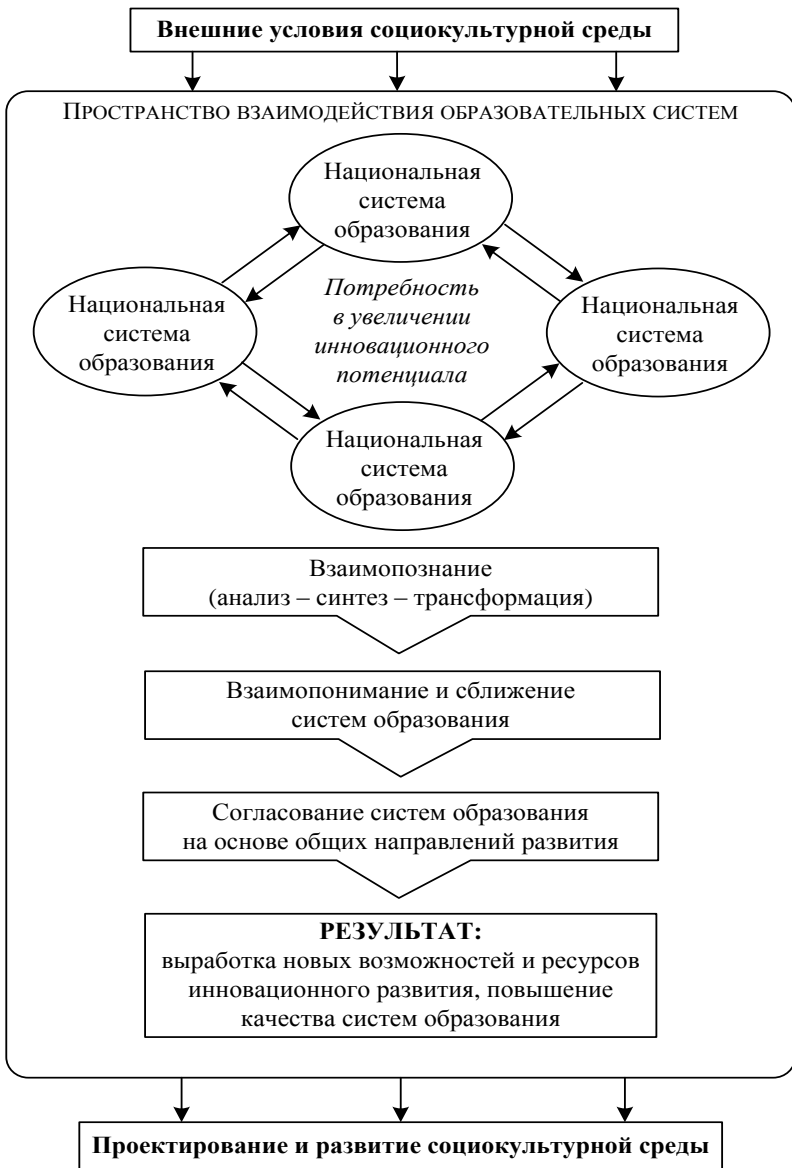 Внешние условия социокультурной среды
ПРОСТРАНСТВО ВЗАИМОДЕЙСТВИЯ ОБРАЗОВАТЕЛЬНЫХ СИСТЕМ
Национальная
система
образования
Национальная
система
образования
Потребность
в увеличении
инновационного
потенциала
Национальная
система
образования
Национальная
система
образования
Взаимопознание
(анализ – синтез – трансформация)
Взаимопонимание и сближение
систем образования
Согласование систем образования
на основе общих направлений развития
РЕЗУЛЬТАТ:
выработка новых возможностей и ресурсов
инновационного развития, повышение
качества систем образования
Проектирование и развитие социокультурной среды